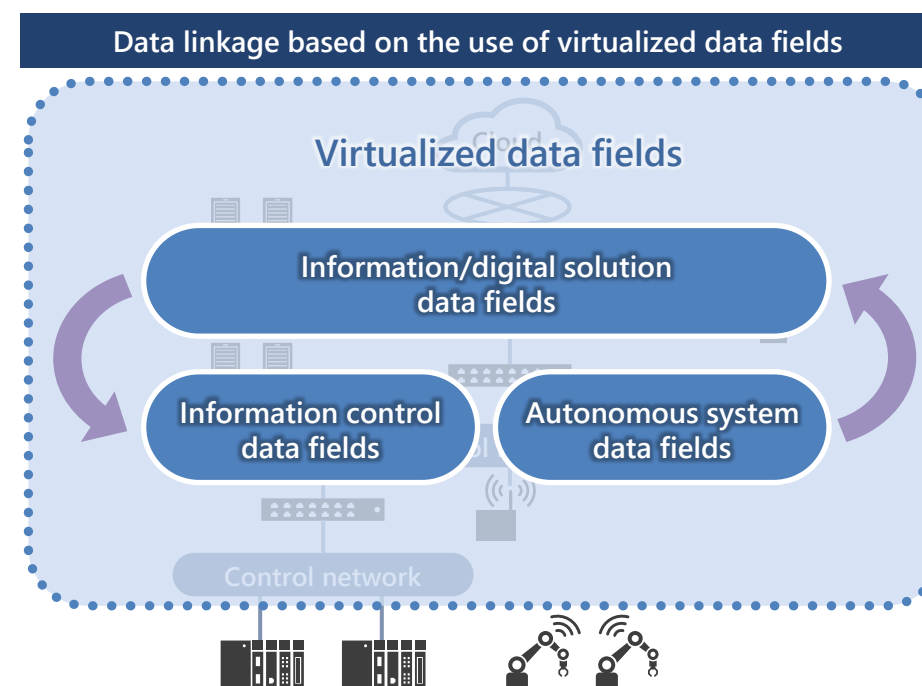 Data linkage based on the use of virtualized data fields
Cloud
Virtualized data fields
Information/digital solution
data fields
Information control
data fields
Autonomous system
data fields
Control network